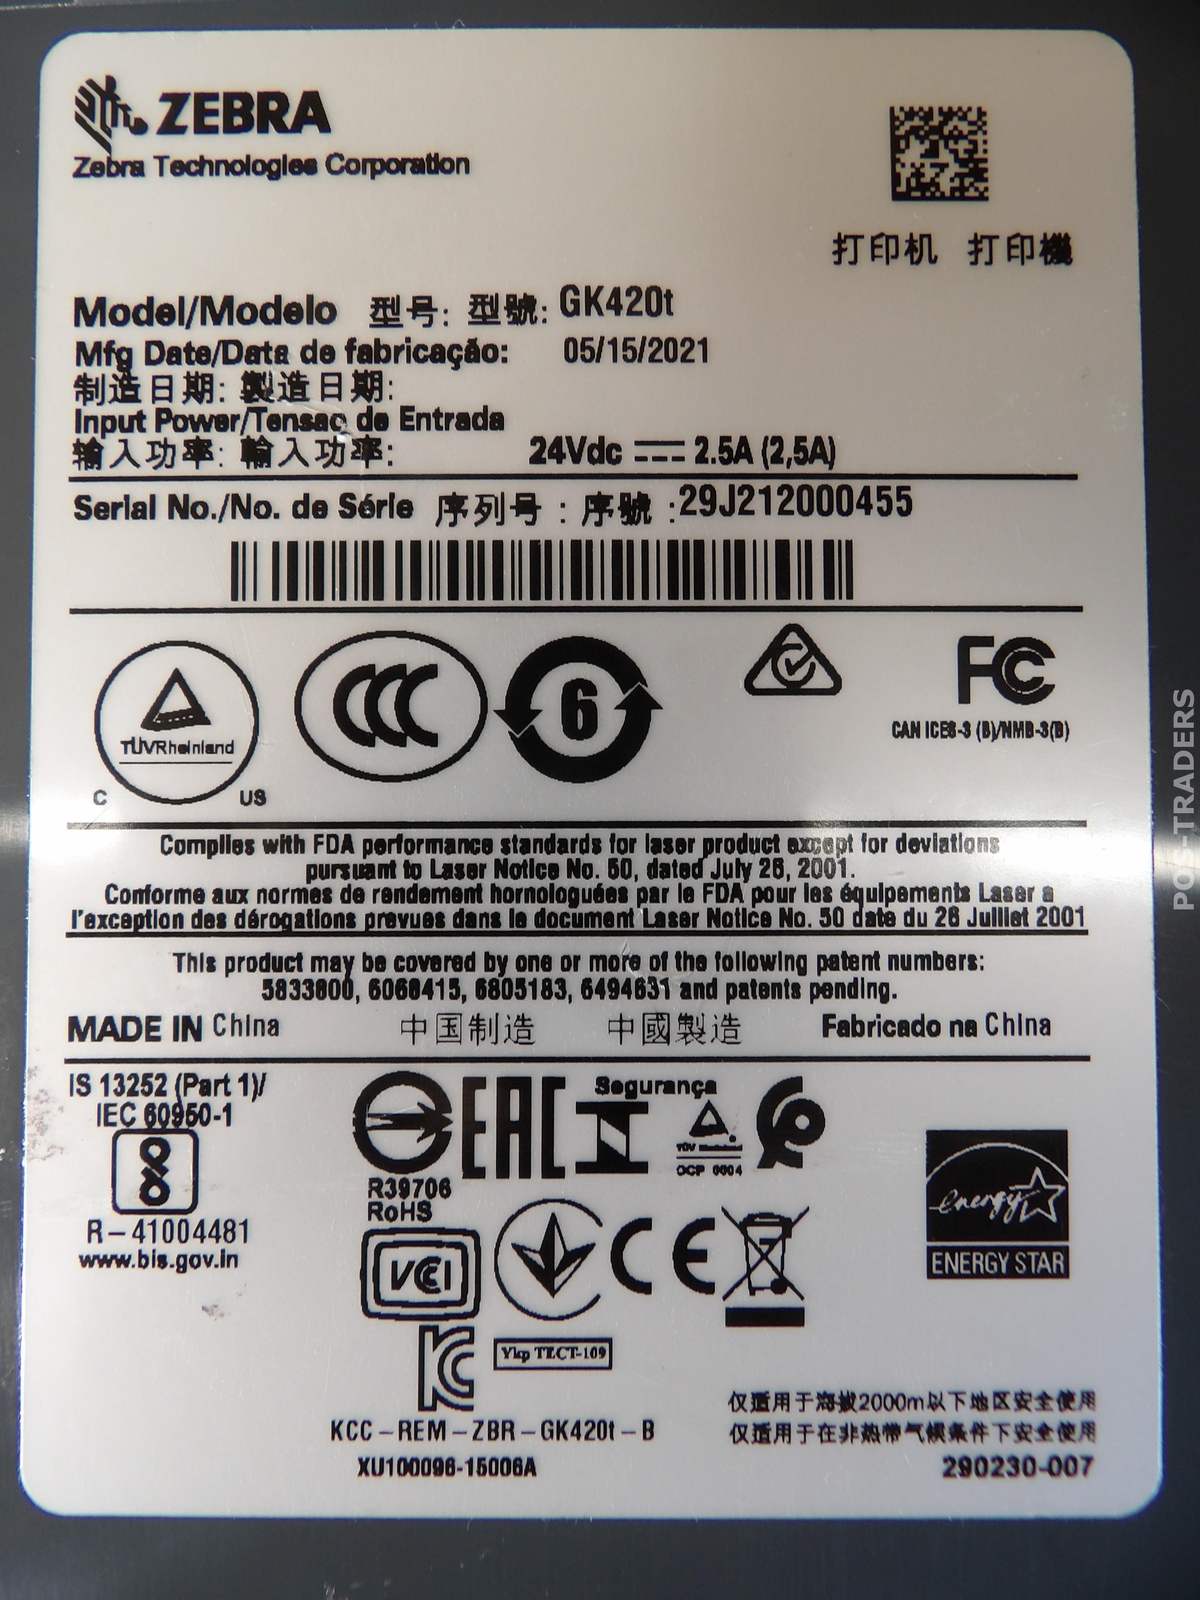 ZEBRA
Zebra Technologies Corporation
打印机 打印機
Model/Modelo 型号: 型號: GK420t
Mfg Date/Data de fabricação: 05/15/2021
制造日期: 製造日期:
Input Power/Tensao de Entrada
输入功率: 輸入功率: 24Vdc 2.5A (2,5A)
Serial No./No. de Série 序列号 : 序號 :29J212000455
TÜVRheinland
C US
CCC
6
FC
CAN ICES-3 (B)/NMB-3(B)
Complies with FDA performance standards for laser product except for deviations
pursuant to Laser Notice No. 50, dated July 26, 2001.
Conforme aux normes de rendement homologuées par le FDA pour les équipements Laser a
l'exception des dérogations prevues dans le document Laser Notice No. 50 date du 26 Juillet 2001
This product may be covered by one or more of the following patent numbers:
5833800, 6068415, 6805183, 6494631 and patents pending.
MADE IN China 中国制造 中國製造 Fabricado na China
IS 13252 (Part 1)/
IEC 60950-1
R-41004481
www.bis.gov.in
R39706
RoHS
EAC
Segurança
TÜV
OCP 0004
VCCI
CE
energy
ENERGY STAR
KC
Укр ТЕСТ-109
KCC-REM-ZBR-GK420t-B
XU100096-15006A
仅适用于海拔2000m以下地区安全使用
仅适用于在非热带气候条件下安全使用
290230-007
POS-TRADERS